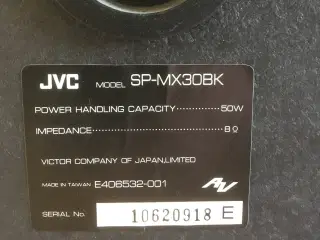 JVC MODEL SP-MX30BK
POWER HANDLING CAPACITY ············ 50W
IMPEDANCE ························ 8Ω
VICTOR COMPANY OF JAPAN,LIMITED
MADE IN TAIWAN E406532-001 AV
SERIAL No. 10620918 E